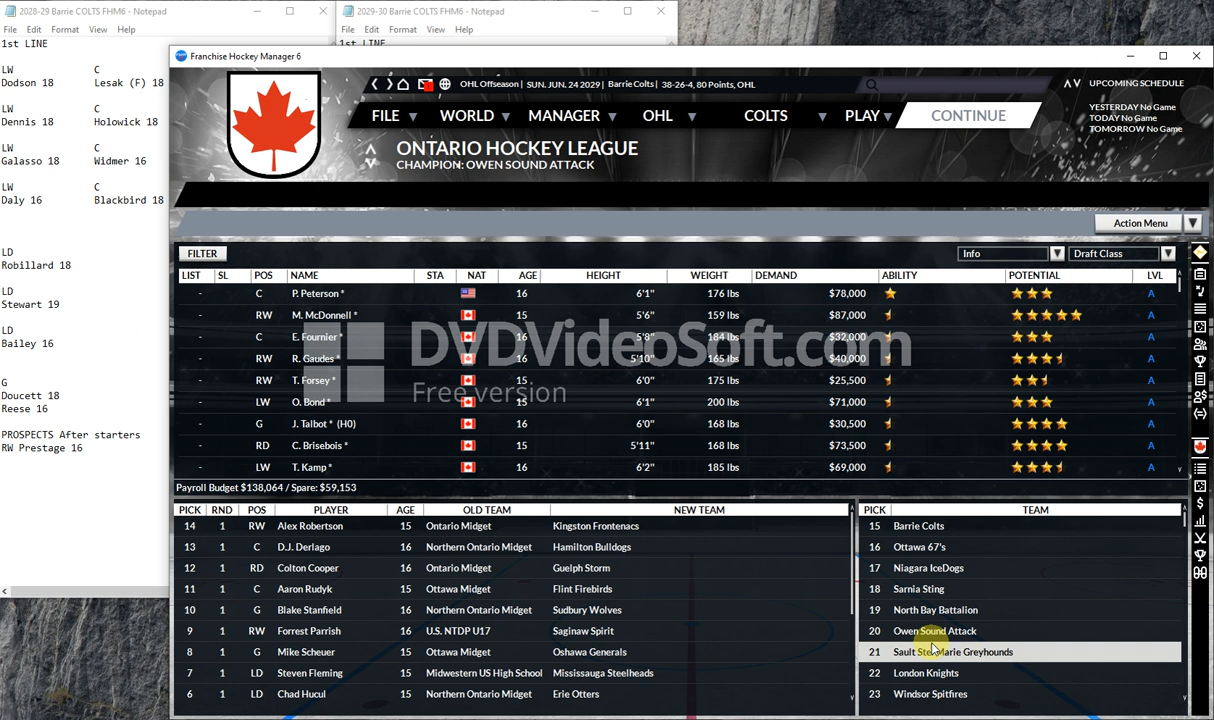 2028-29 Barrie COLTS FHM6 - Notepad
File Edit Format View Help
1st LINE
LW C
Dodson 18 Lesak (F) 18
LW C
Dennis 18 Holowick 18
LW C
Galasso 18 Widmer 16
LW C
Daly 16 Blackbird 18
LD
Robillard 18
LD
Stewart 19
LD
Bailey 16
G
Doucett 18
Reese 16
PROSPECTS After starters
RW Prestage 16
2029-30 Barrie COLTS FHM6 - Notepad
File Edit Format View Help
1st LINE
Franchise Hockey Manager 6
OHL Offseason | SUN. JUN. 24 2029 | Barrie Colts | 38-26-4, 80 Points, OHL
UPCOMING SCHEDULE
YESTERDAY No Game
TODAY No Game
TOMORROW No Game
FILE WORLD MANAGER OHL COLTS PLAY CONTINUE
ONTARIO HOCKEY LEAGUE
CHAMPION: OWEN SOUND ATTACK
Action Menu
FILTER Info Draft Class
LIST SL POS NAME STA NAT AGE HEIGHT WEIGHT DEMAND ABILITY POTENTIAL LVL
- C P. Peterson * 16 6'1" 176 lbs $78,000 A
- RW M. McDonnell * 15 5'6" 159 lbs $87,000 A
- C E. Fournier * 16 5'8" 184 lbs $32,000 A
- RW R. Gaudes * 16 5'10" 165 lbs $40,000 A
- RW T. Forsey * 15 6'0" 175 lbs $25,500 A
- LW O. Bond * 16 6'1" 200 lbs $71,000 A
- G J. Talbot * (H0) 16 6'0" 168 lbs $30,500 A
- RD C. Brisebois * 16 5'11" 168 lbs $73,500 A
- LW T. Kamp * 16 6'2" 185 lbs $69,000 A
DVDVideoSoft.com
Free version
Payroll Budget $138,064 / Spare: $59,153
PICK RND POS PLAYER AGE OLD TEAM NEW TEAM
14 1 RW Alex Robertson 15 Ontario Midget Kingston Frontenacs
13 1 C D.J. Derlago 16 Northern Ontario Midget Hamilton Bulldogs
12 1 RD Colton Cooper 16 Ontario Midget Guelph Storm
11 1 C Aaron Rudyk 15 Ottawa Midget Flint Firebirds
10 1 G Blake Stanfield 16 Northern Ontario Midget Sudbury Wolves
9 1 RW Forrest Parrish 16 U.S. NTDP U17 Saginaw Spirit
8 1 G Mike Scheuer 15 Ottawa Midget Oshawa Generals
7 1 LD Steven Fleming 15 Midwestern US High School Mississauga Steelheads
6 1 LD Chad Hucul 15 Northern Ontario Midget Erie Otters
PICK TEAM
15 Barrie Colts
16 Ottawa 67's
17 Niagara IceDogs
18 Sarnia Sting
19 North Bay Battalion
20 Owen Sound Attack
21 Sault Ste. Marie Greyhounds
22 London Knights
23 Windsor Spitfires